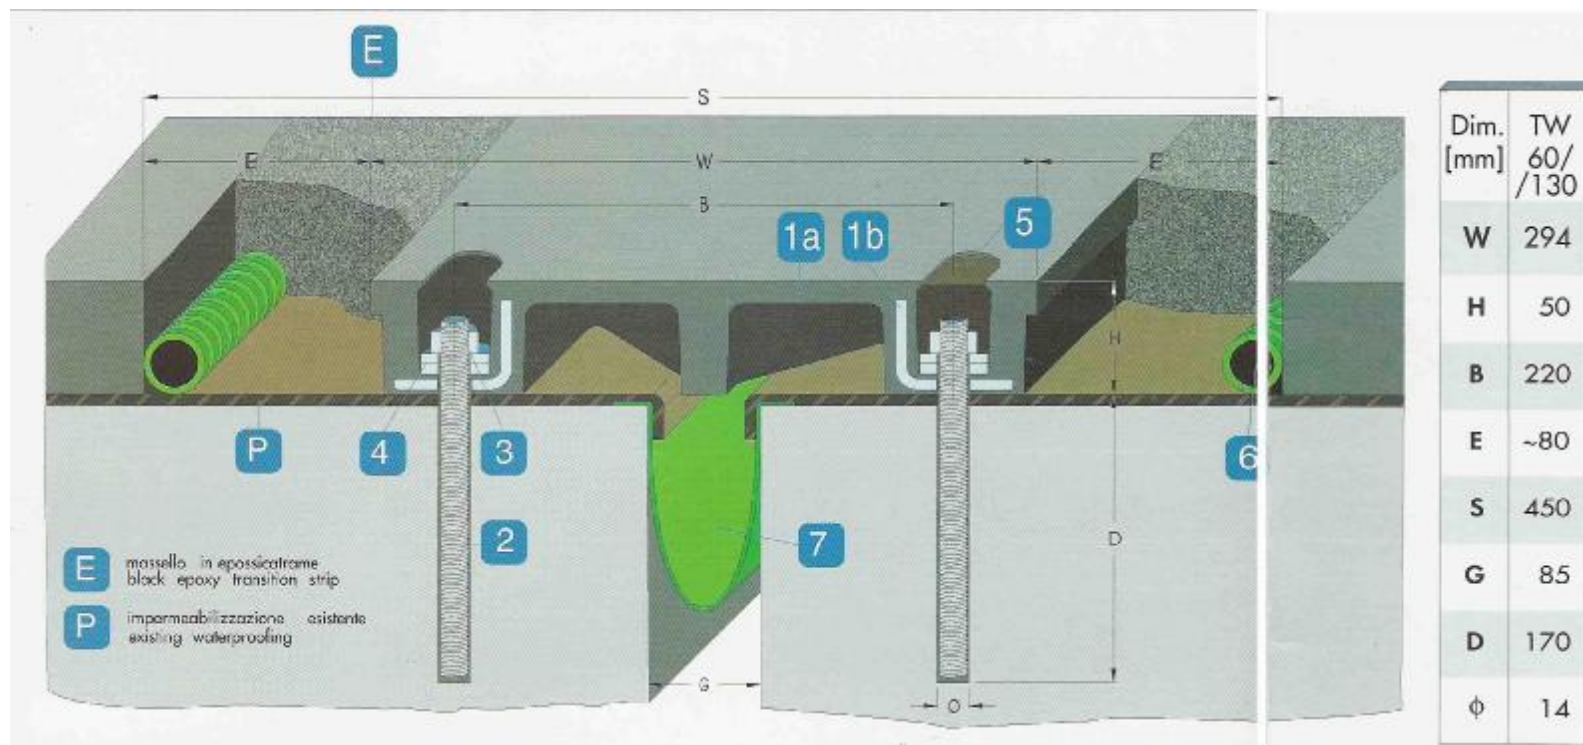 E
S
E
W
E
B
1a
1b
5
H
P
4
3
6
2
7
D
E
massello in epossicatrame
black epoxy transition strip
P
impermeabilizzazione esistente
existing waterproofing
G
O
Dim.
[mm]
TW
60/
/130
W 294
H 50
B 220
E ~80
S 450
G 85
D 170
ϕ 14